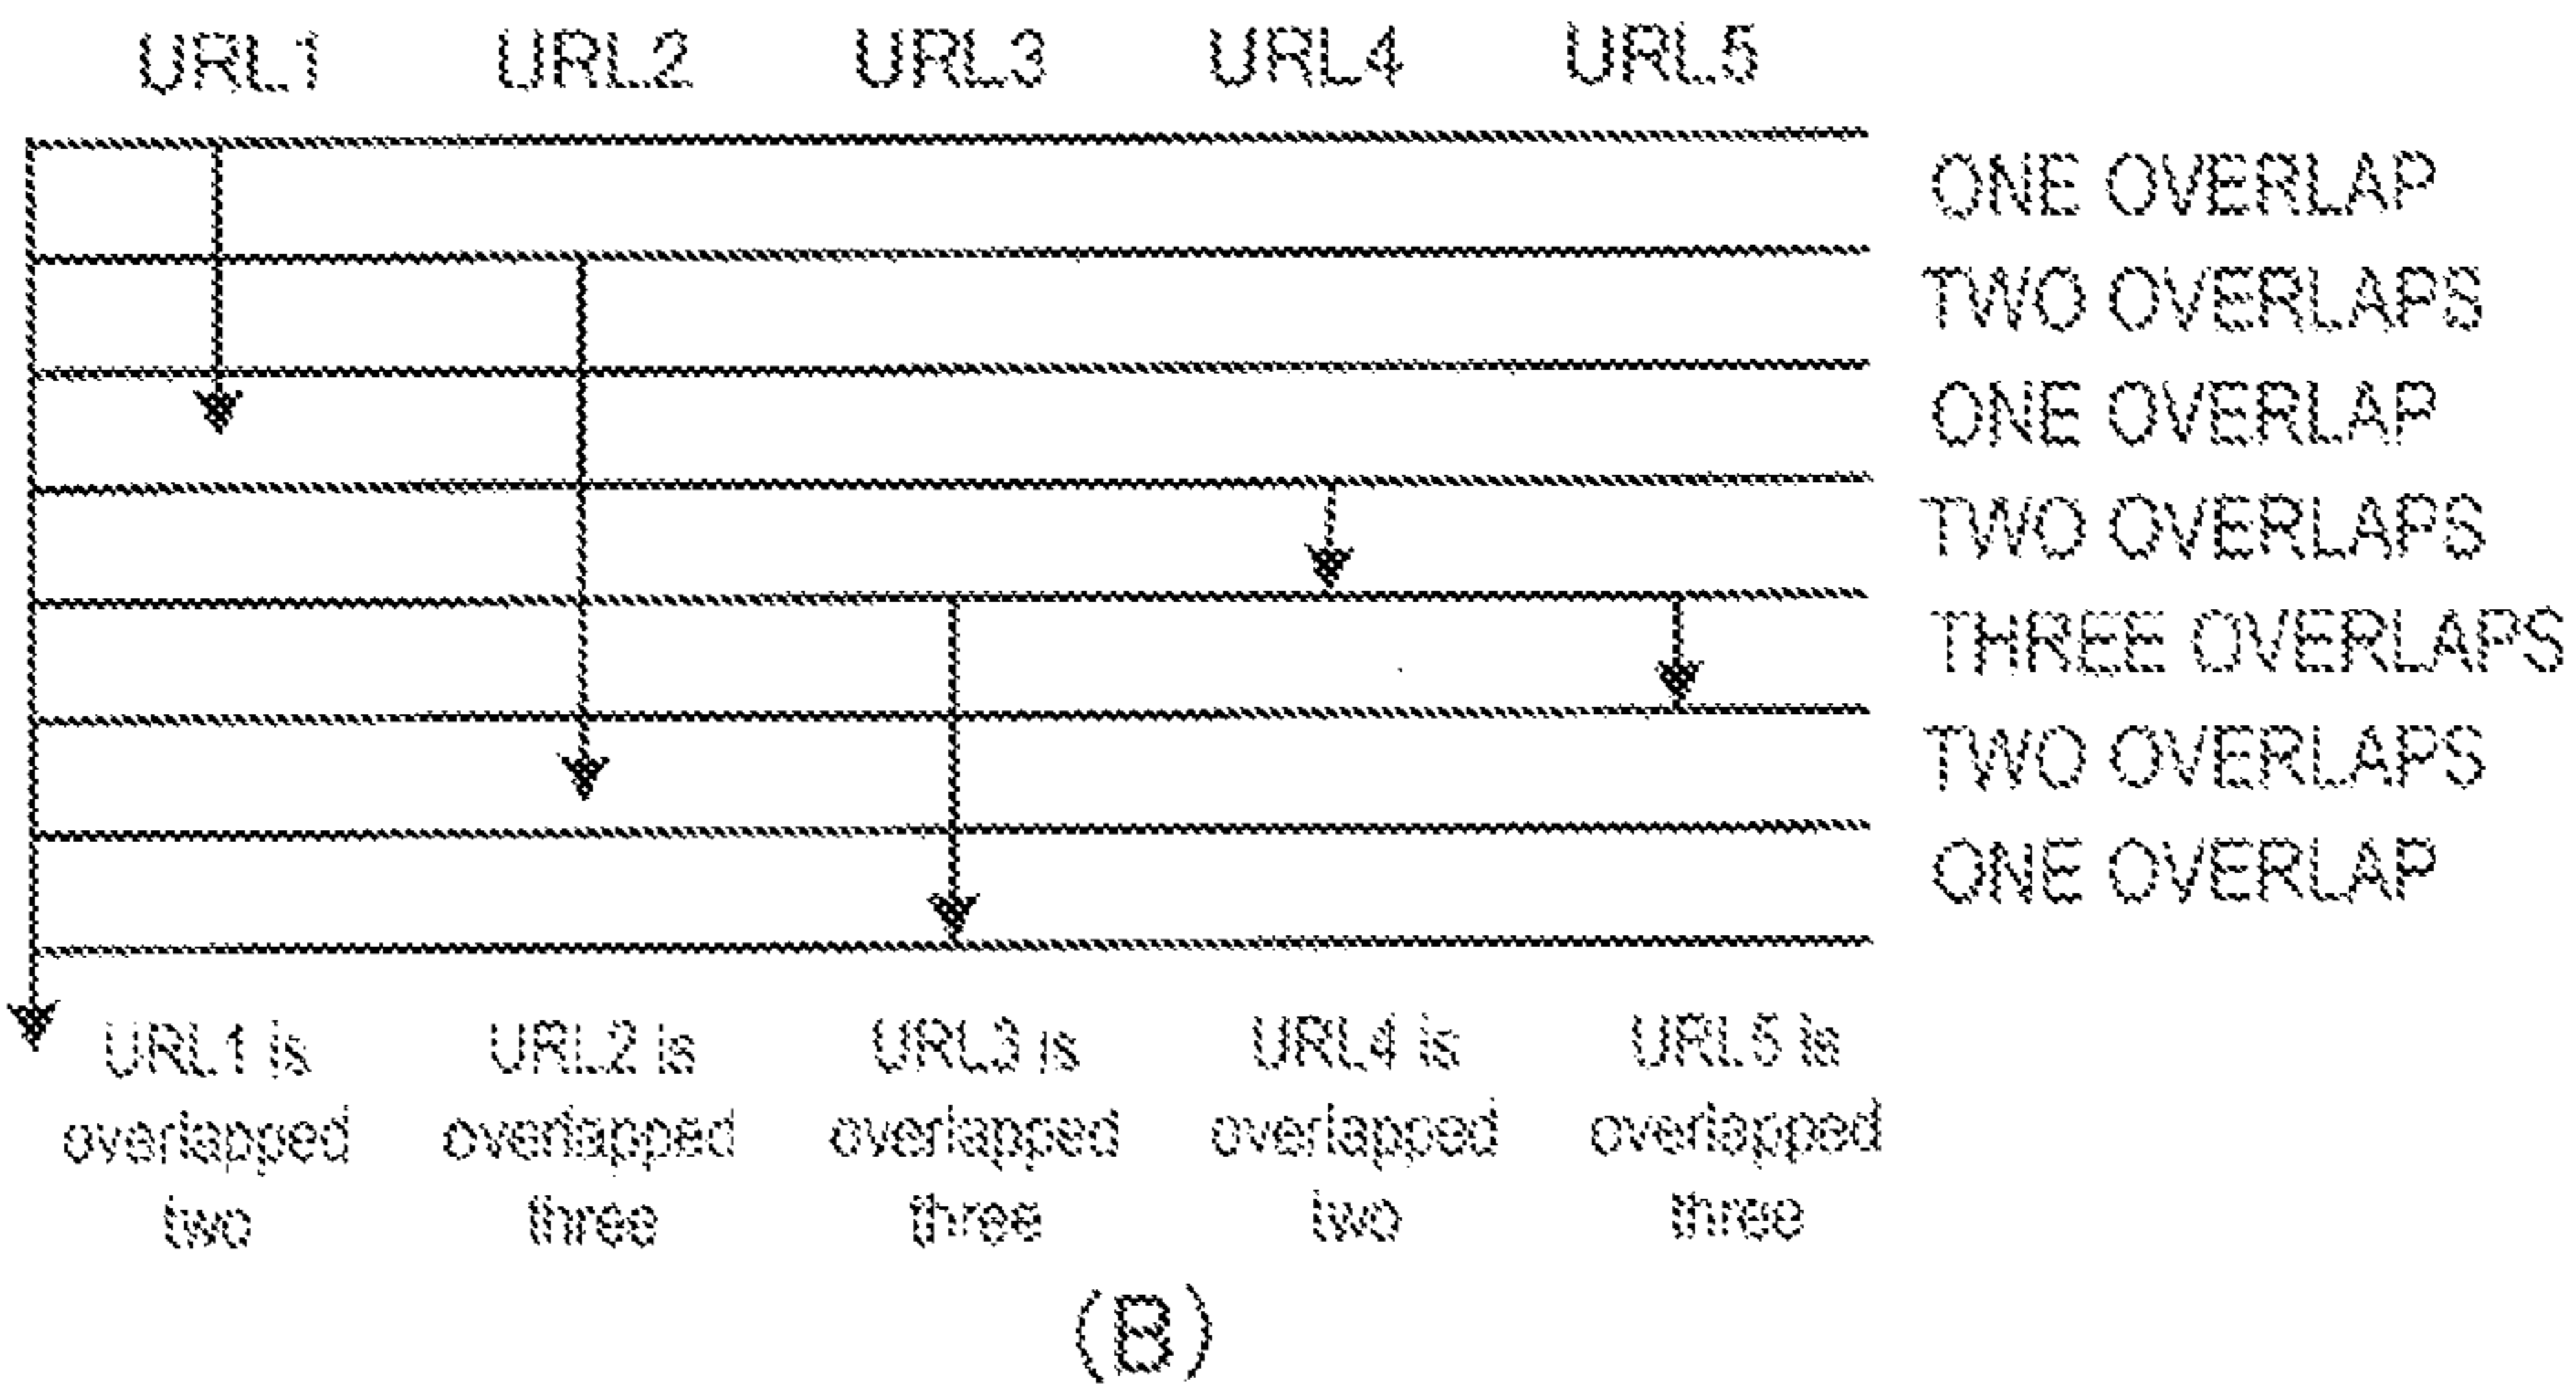 URL1 URL2 URL3 URL4 URL5
ONE OVERLAP
TWO OVERLAPS
ONE OVERLAP
TWO OVERLAPS
THREE OVERLAPS
TWO OVERLAPS
ONE OVERLAP
URL1 is
overlapped
two
URL2 is
overlapped
three
URL3 is
overlapped
three
URL4 is
overlapped
two
URL5 is
overlapped
three
(B)